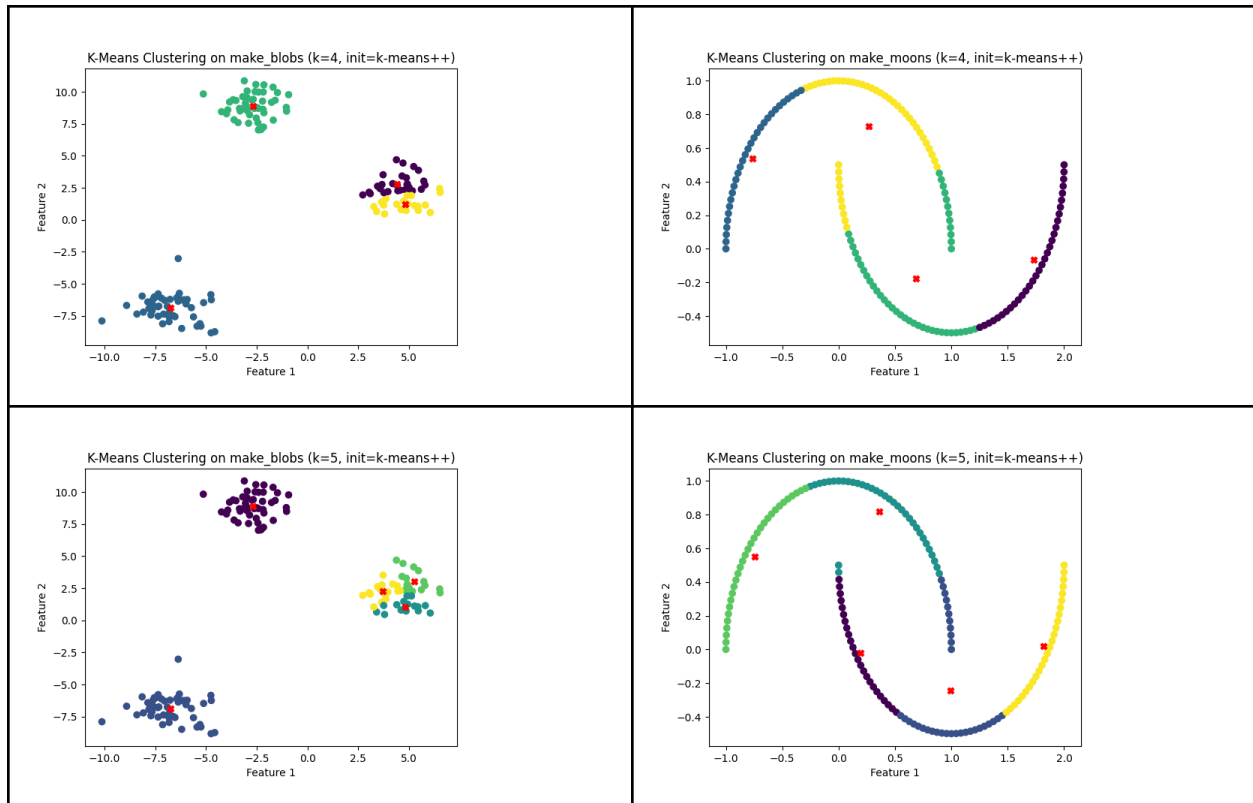 K-Means Clustering on make_blobs (k=4, init=k-means++)
10.0
7.5
5.0
2.5
0.0
−2.5
−5.0
−7.5
Feature 2
−10.0 −7.5 −5.0 −2.5 0.0 2.5 5.0
Feature 1
K-Means Clustering on make_moons (k=4, init=k-means++)
1.0
0.8
0.6
0.4
0.2
0.0
−0.2
−0.4
Feature 2
−1.0 −0.5 0.0 0.5 1.0 1.5 2.0
Feature 1
K-Means Clustering on make_blobs (k=5, init=k-means++)
10.0
7.5
5.0
2.5
0.0
−2.5
−5.0
−7.5
Feature 2
−10.0 −7.5 −5.0 −2.5 0.0 2.5 5.0
Feature 1
K-Means Clustering on make_moons (k=5, init=k-means++)
1.0
0.8
0.6
0.4
0.2
0.0
−0.2
−0.4
Feature 2
−1.0 −0.5 0.0 0.5 1.0 1.5 2.0
Feature 1